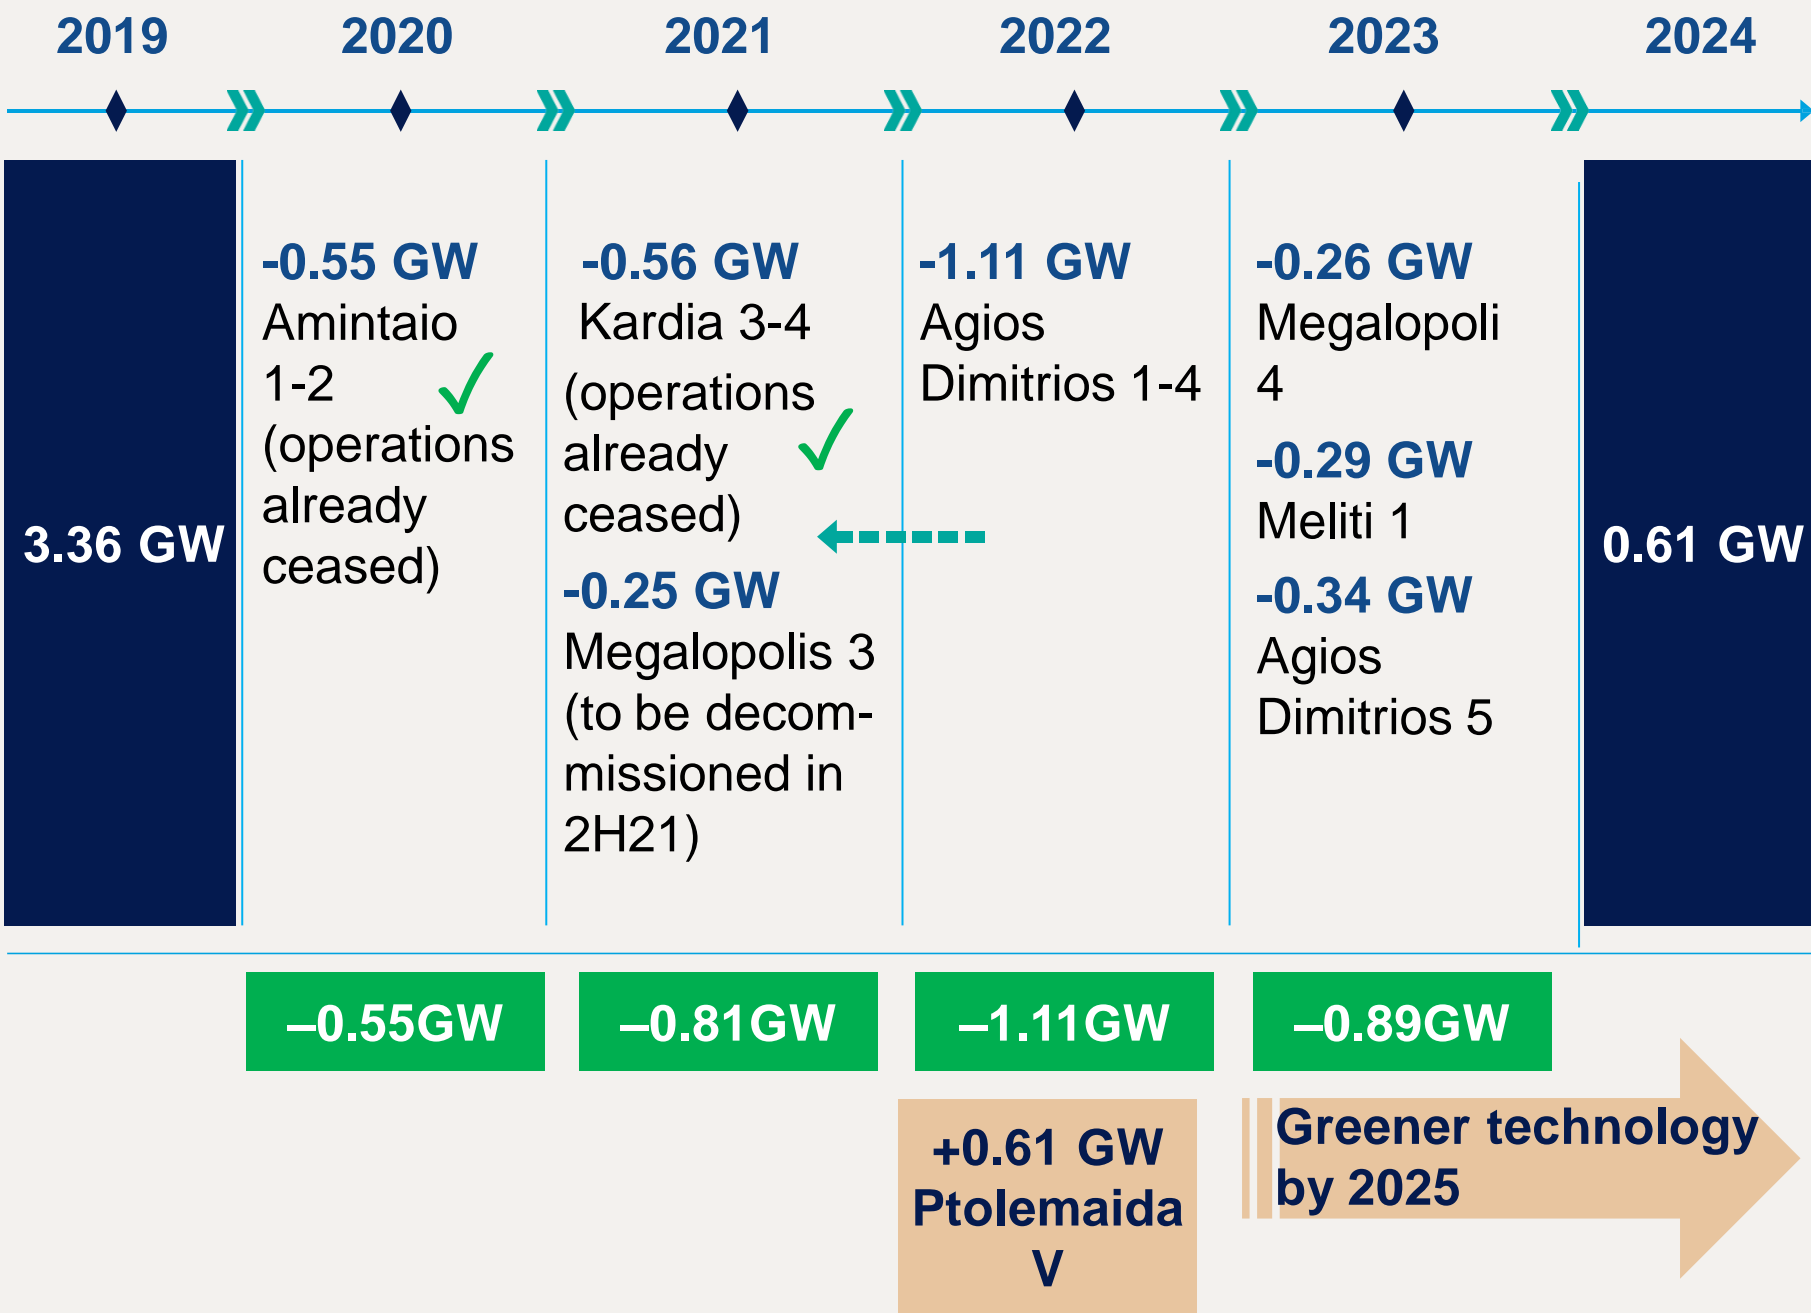 2019
2020
2021
2022
2023
2024
3.36 GW
-0.55 GW
Amintaio
1-2
(operations
already
ceased)
-0.56 GW
Kardia 3-4
(operations
already
ceased)
-0.25 GW
Megalopolis 3
(to be decom-
missioned in
2H21)
-1.11 GW
Agios
Dimitrios 1-4
-0.26 GW
Megalopoli
4
-0.29 GW
Meliti 1
-0.34 GW
Agios
Dimitrios 5
0.61 GW
–0.55GW
–0.81GW
–1.11GW
–0.89GW
+0.61 GW
Ptolemaida
V
Greener technology
by 2025